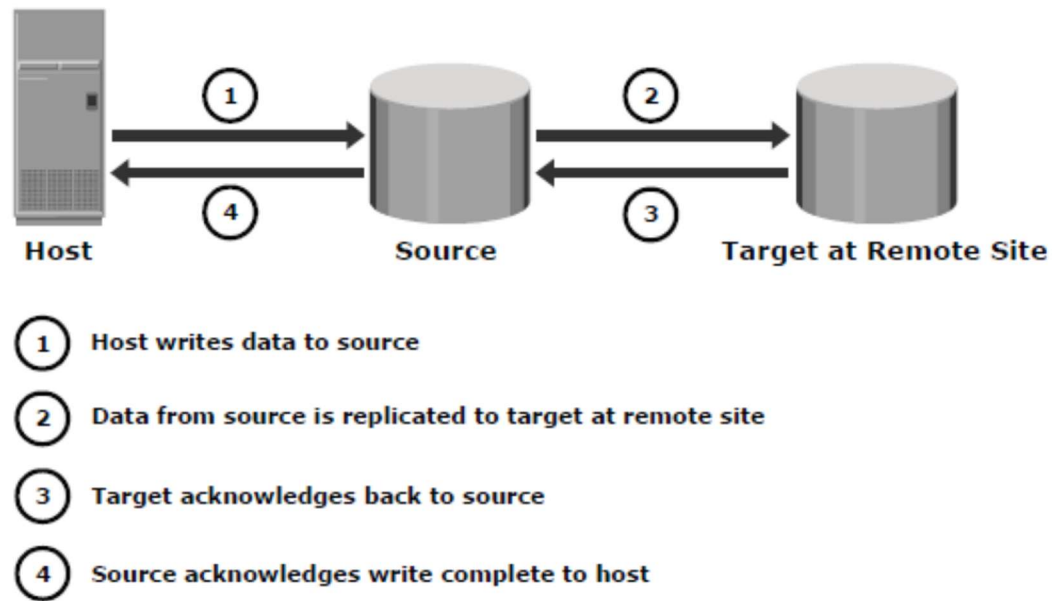 1
2
4
3
Host
Source
Target at Remote Site
1 Host writes data to source
2 Data from source is replicated to target at remote site
3 Target acknowledges back to source
4 Source acknowledges write complete to host